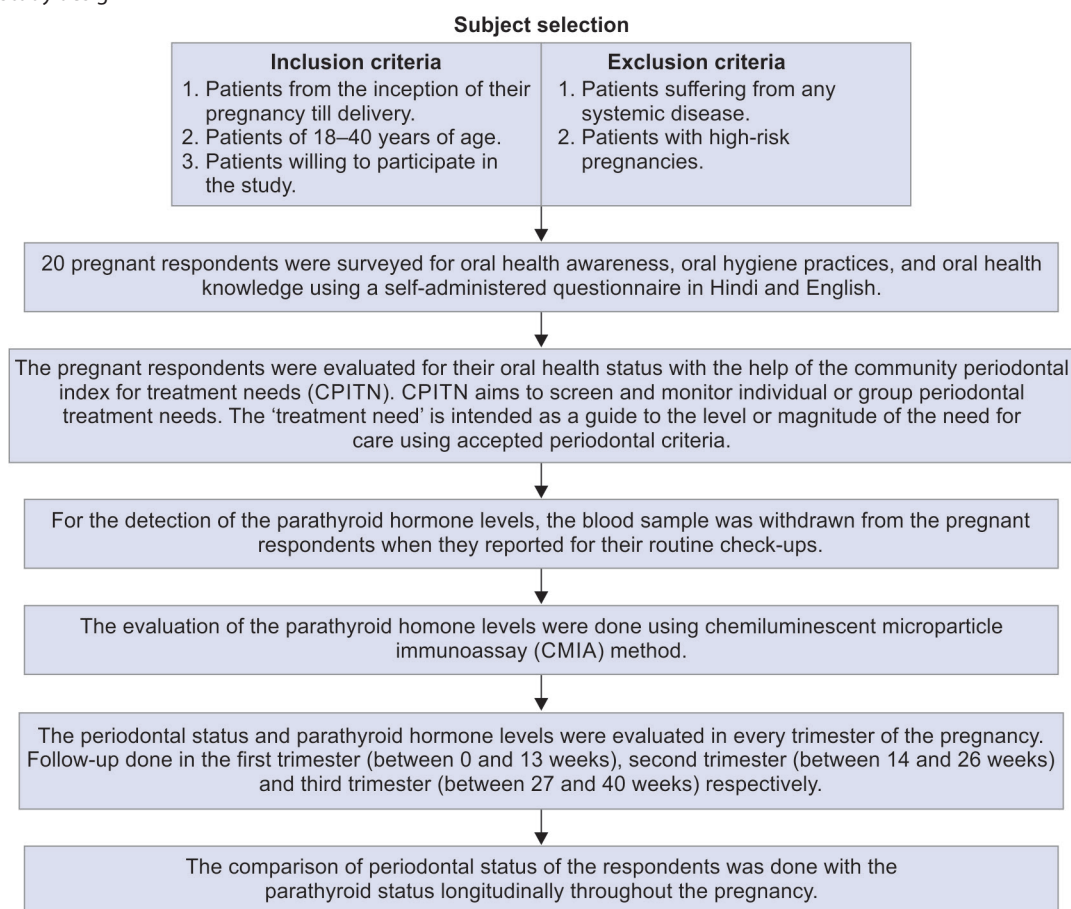 Subject selection
Inclusion criteria
1. Patients from the inception of their
pregnancy till delivery.
2. Patients of 18–40 years of age.
3. Patients willing to participate in
the study.
Exclusion criteria
1. Patients suffering from any
systemic disease.
2. Patients with high-risk
pregnancies.
20 pregnant respondents were surveyed for oral health awareness, oral hygiene practices, and oral health
knowledge using a self-administered questionnaire in Hindi and English.
The pregnant respondents were evaluated for their oral health status with the help of the community periodontal
index for treatment needs (CPITN). CPITN aims to screen and monitor individual or group periodontal
treatment needs. The ‘treatment need’ is intended as a guide to the level or magnitude of the need for
care using accepted periodontal criteria.
For the detection of the parathyroid hormone levels, the blood sample was withdrawn from the pregnant
respondents when they reported for their routine check-ups.
The evaluation of the parathyroid homone levels were done using chemiluminescent microparticle
immunoassay (CMIA) method.
The periodontal status and parathyroid hormone levels were evaluated in every trimester of the pregnancy.
Follow-up done in the first trimester (between 0 and 13 weeks), second trimester (between 14 and 26 weeks)
and third trimester (between 27 and 40 weeks) respectively.
The comparison of periodontal status of the respondents was done with the
parathyroid status longitudinally throughout the pregnancy.